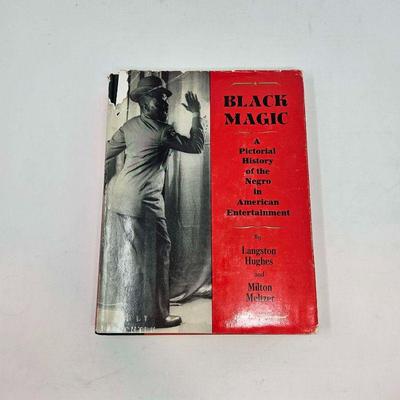 BLACK
MAGIC
A
Pictorial
History
of the
Negro
in
American
Entertainment
By
Langston
Hughes
and
Milton
Meltzer